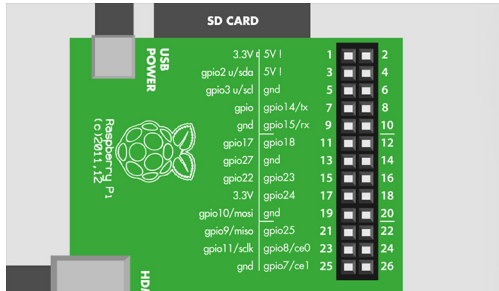 SD CARD
USB
POWER
3.3V 5V ! 1 2
gpio2 u/sda 5V ! 3 4
gpio3 u/scl gnd 5 6
gpio gpio14/tx 7 8
gnd gpio15/rx 9 10
gpio17 gpio18 11 12
gpio27 gnd 13 14
gpio22 gpio23 15 16
3.3V gpio24 17 18
gpio10/mosi gnd 19 20
gpio9/miso gpio25 21 22
gpio11/sclk gpio8/ce0 23 24
gnd gpio7/ce1 25 26
Raspberry Pi
(c)2011,12